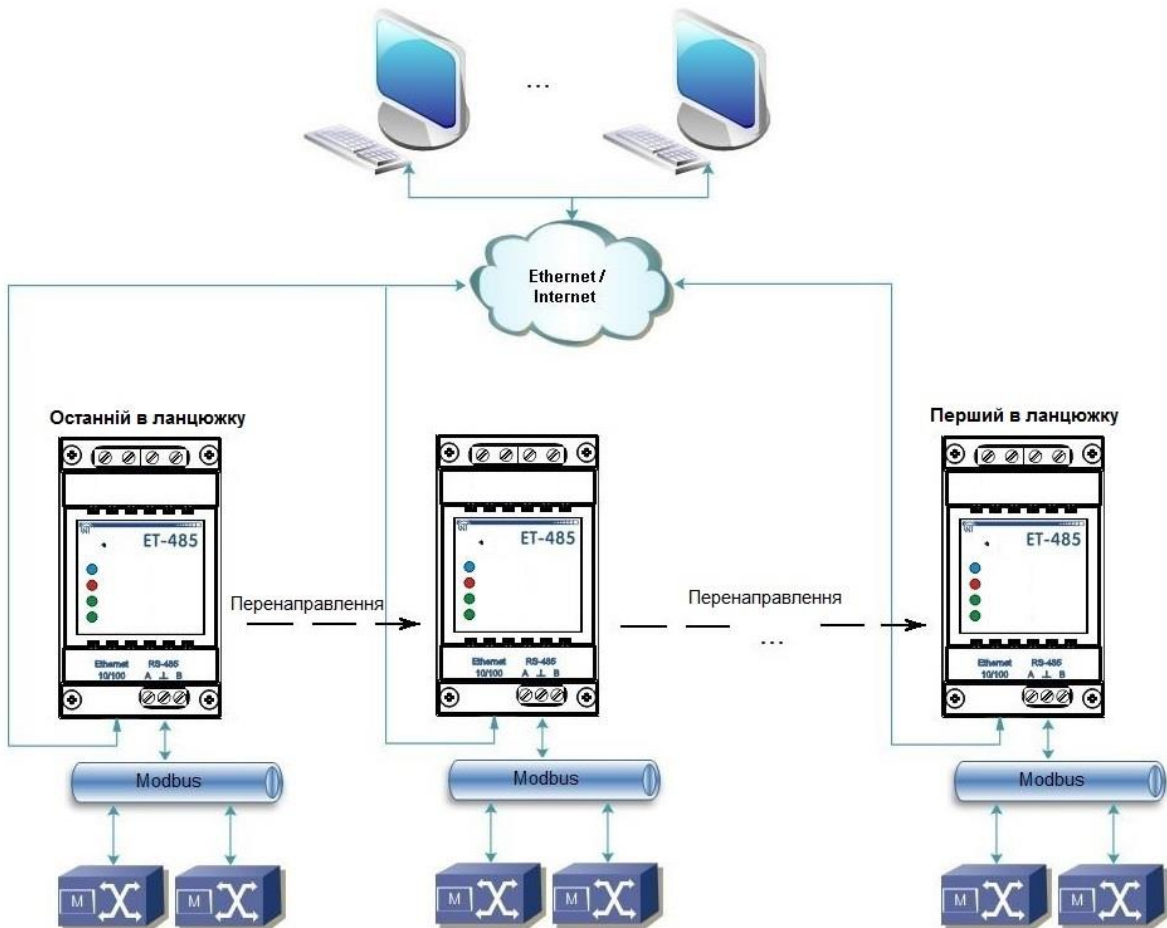 ...
Ethernet /
Internet
Останній в ланцюжку
Перший в ланцюжку
ET-485
ET-485
ET-485
Перенаправлення
Перенаправлення
...
Ethernet RS-485
10/100 A ⊥ B
Ethernet RS-485
10/100 A ⊥ B
Ethernet RS-485
10/100 A ⊥ B
Modbus
Modbus
Modbus
M
M
M
M
M
M